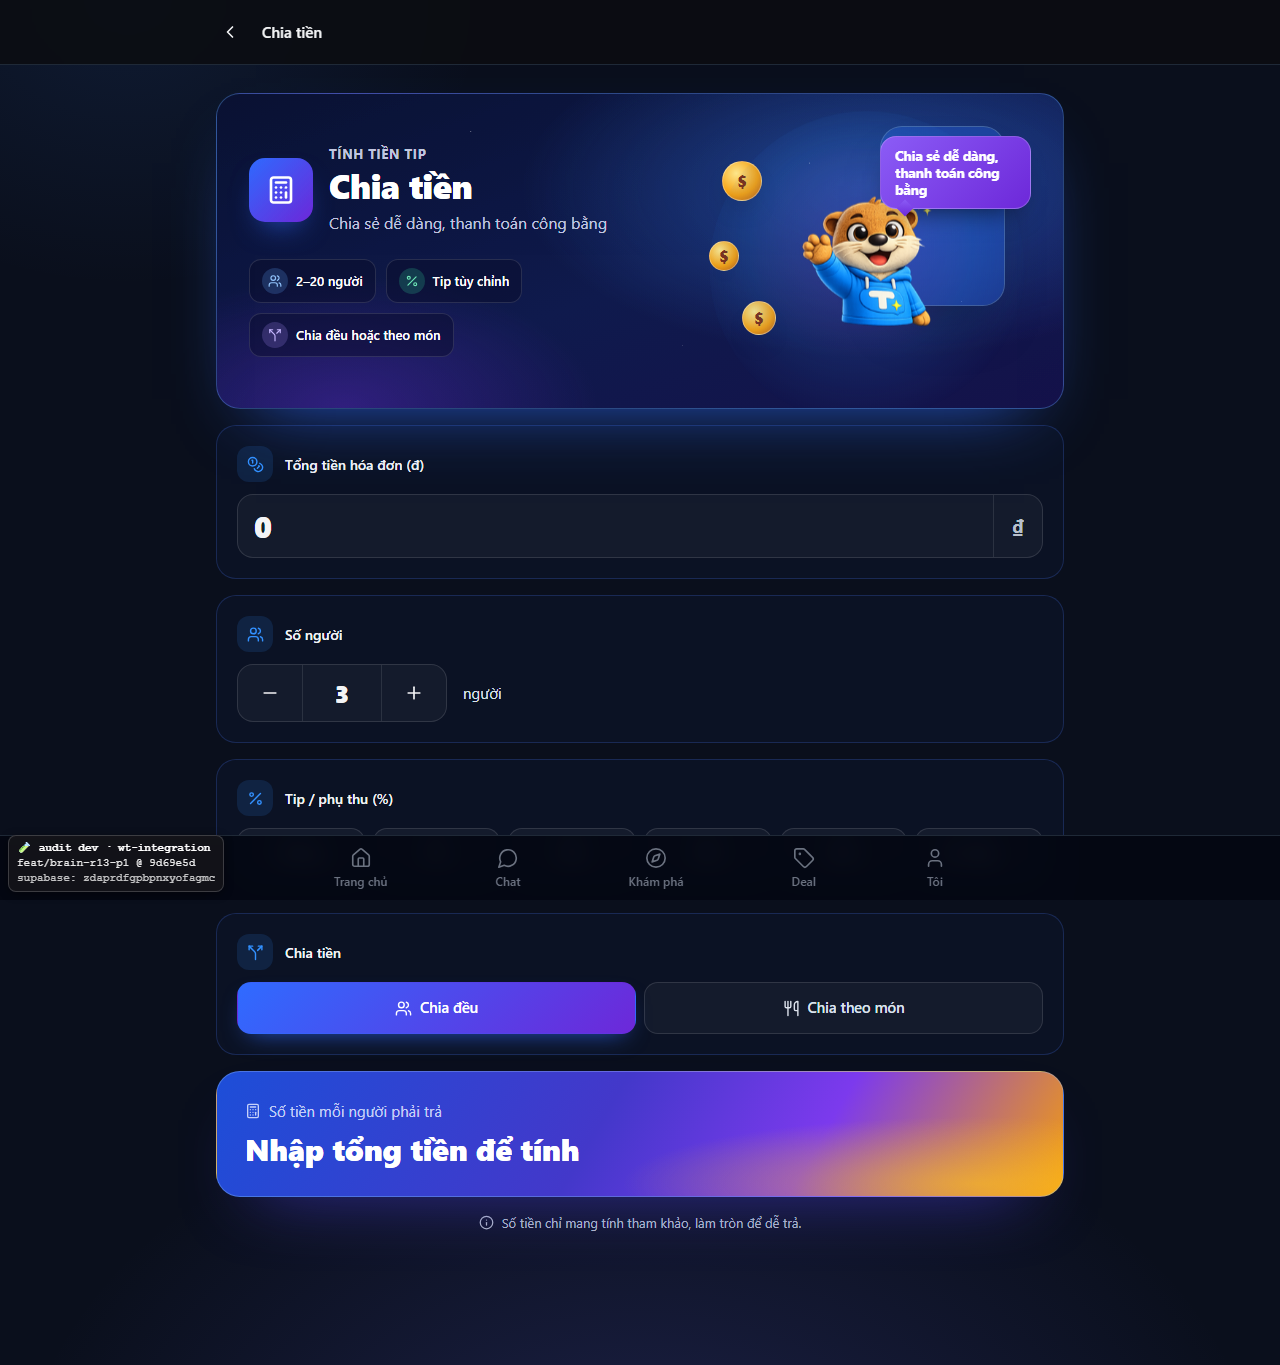 Chia tiền
TÍNH TIỀN TIP
Chia tiền
Chia sẻ dễ dàng, thanh toán công bằng
2–20 người
Tip tùy chỉnh
Chia đều hoặc theo món
Chia sẻ dễ dàng,
thanh toán công
bằng
$
$
$
T
Tổng tiền hóa đơn (đ)
0
đ
Số người
3
người
Tip / phụ thu (%)
audit dev · wt-integration
feat/brain-r13-p1 @ 9d69e5d
supabase: zdaprdfgpbpnxyofagmc
Trang chủ
Chat
Khám phá
Deal
Tôi
Chia tiền
Chia đều
Chia theo món
Số tiền mỗi người phải trả
Nhập tổng tiền để tính
Số tiền chỉ mang tính tham khảo, làm tròn để dễ trả.